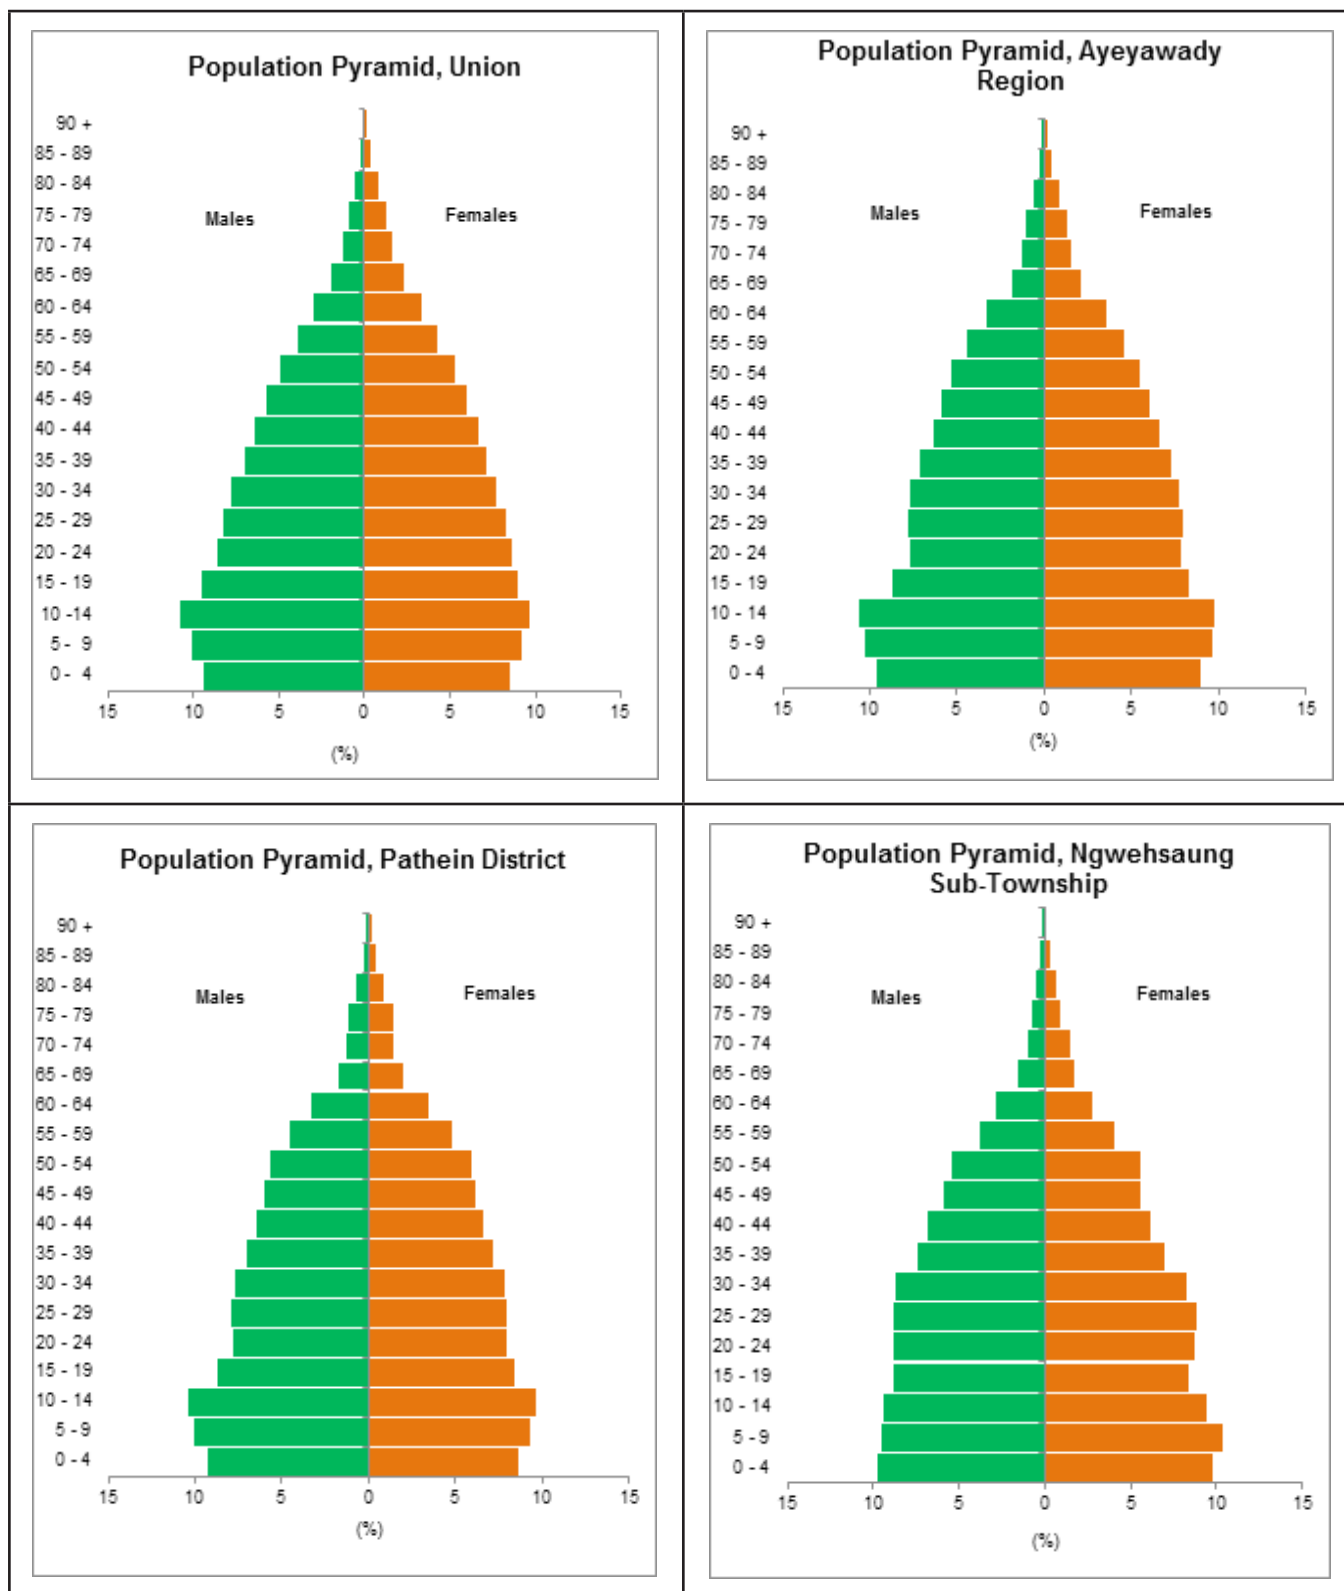 Population Pyramid, Union
90 +
85 - 89
80 - 84
75 - 79
Males
Females
70 - 74
65 - 69
60 - 64
55 - 59
50 - 54
45 - 49
40 - 44
35 - 39
30 - 34
25 - 29
20 - 24
15 - 19
10 -14
5 - 9
0 - 4
15 10 5 0 5 10 15
(%)
Population Pyramid, Ayeyawady
Region
90 +
85 - 89
80 - 84
Males
Females
75 - 79
70 - 74
65 - 69
60 - 64
55 - 59
50 - 54
45 - 49
40 - 44
35 - 39
30 - 34
25 - 29
20 - 24
15 - 19
10 - 14
5 - 9
0 - 4
15 10 5 0 5 10 15
(%)
Population Pyramid, Pathein District
90 +
85 - 89
80 - 84
Males
Females
75 - 79
70 - 74
65 - 69
60 - 64
55 - 59
50 - 54
45 - 49
40 - 44
35 - 39
30 - 34
25 - 29
20 - 24
15 - 19
10 - 14
5 - 9
0 - 4
15 10 5 0 5 10 15
(%)
Population Pyramid, Ngwehsaung
Sub-Township
90 +
85 - 89
80 - 84
Males
Females
75 - 79
70 - 74
65 - 69
60 - 64
55 - 59
50 - 54
45 - 49
40 - 44
35 - 39
30 - 34
25 - 29
20 - 24
15 - 19
10 - 14
5 - 9
0 - 4
15 10 5 0 5 10 15
(%)